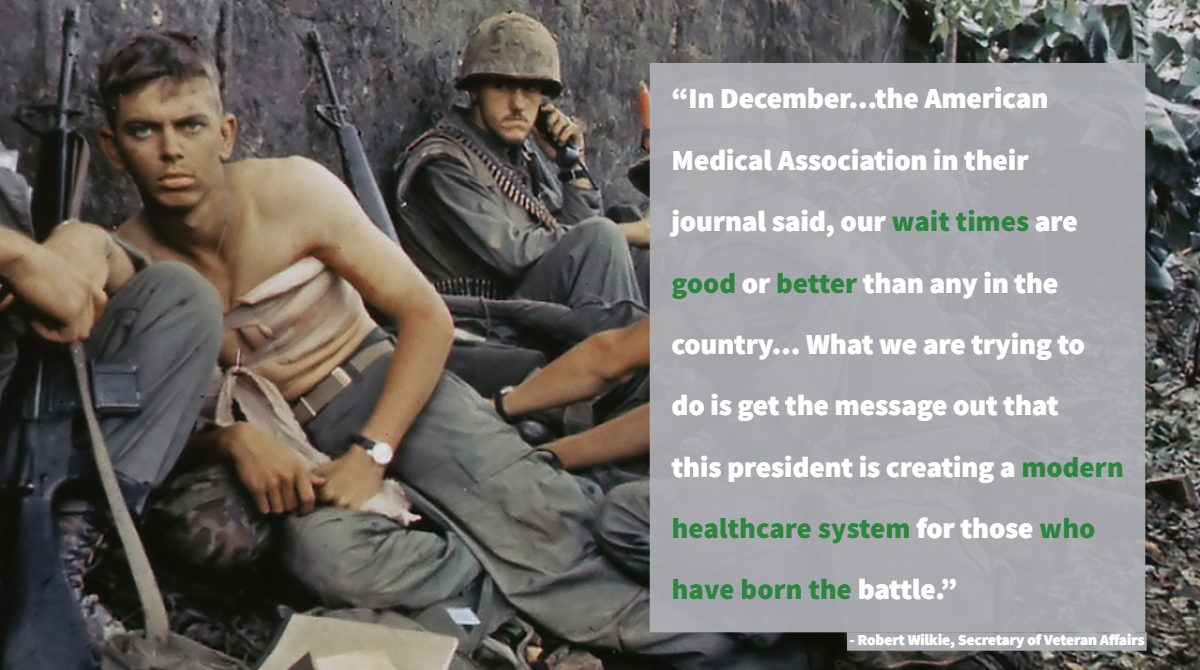 “In December...the American
Medical Association in their
journal said, our wait times are
good or better than any in the
country... What we are trying to
do is get the message out that
this president is creating a modern
healthcare system for those who
have born the battle.”
- Robert Wilkie, Secretary of Veteran Affairs